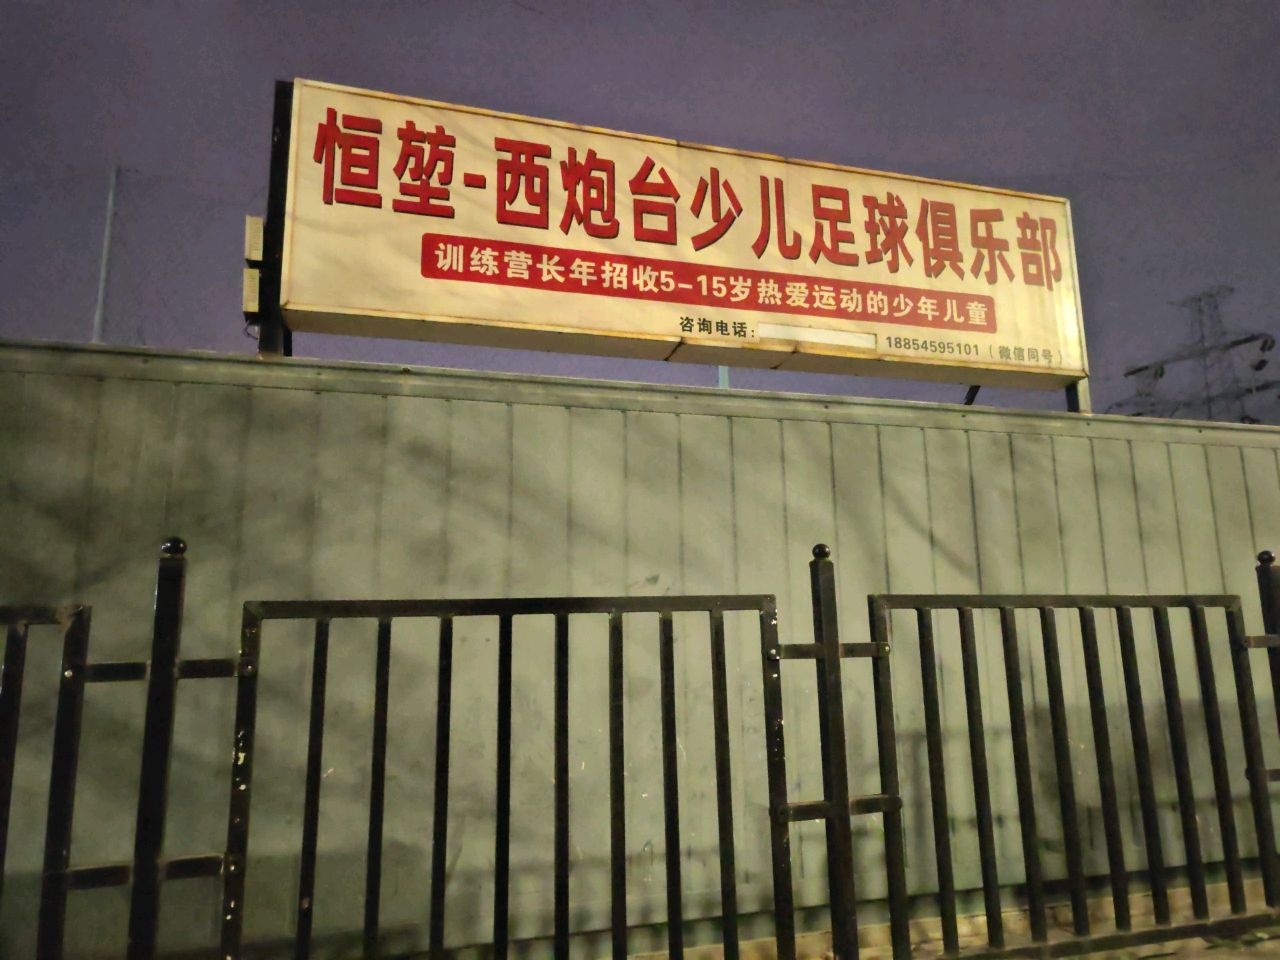 恒堃-西炮台少儿足球俱乐部
训练营长年招收5-15岁热爱运动的少年儿童
咨询电话: 18854595101（微信同号）